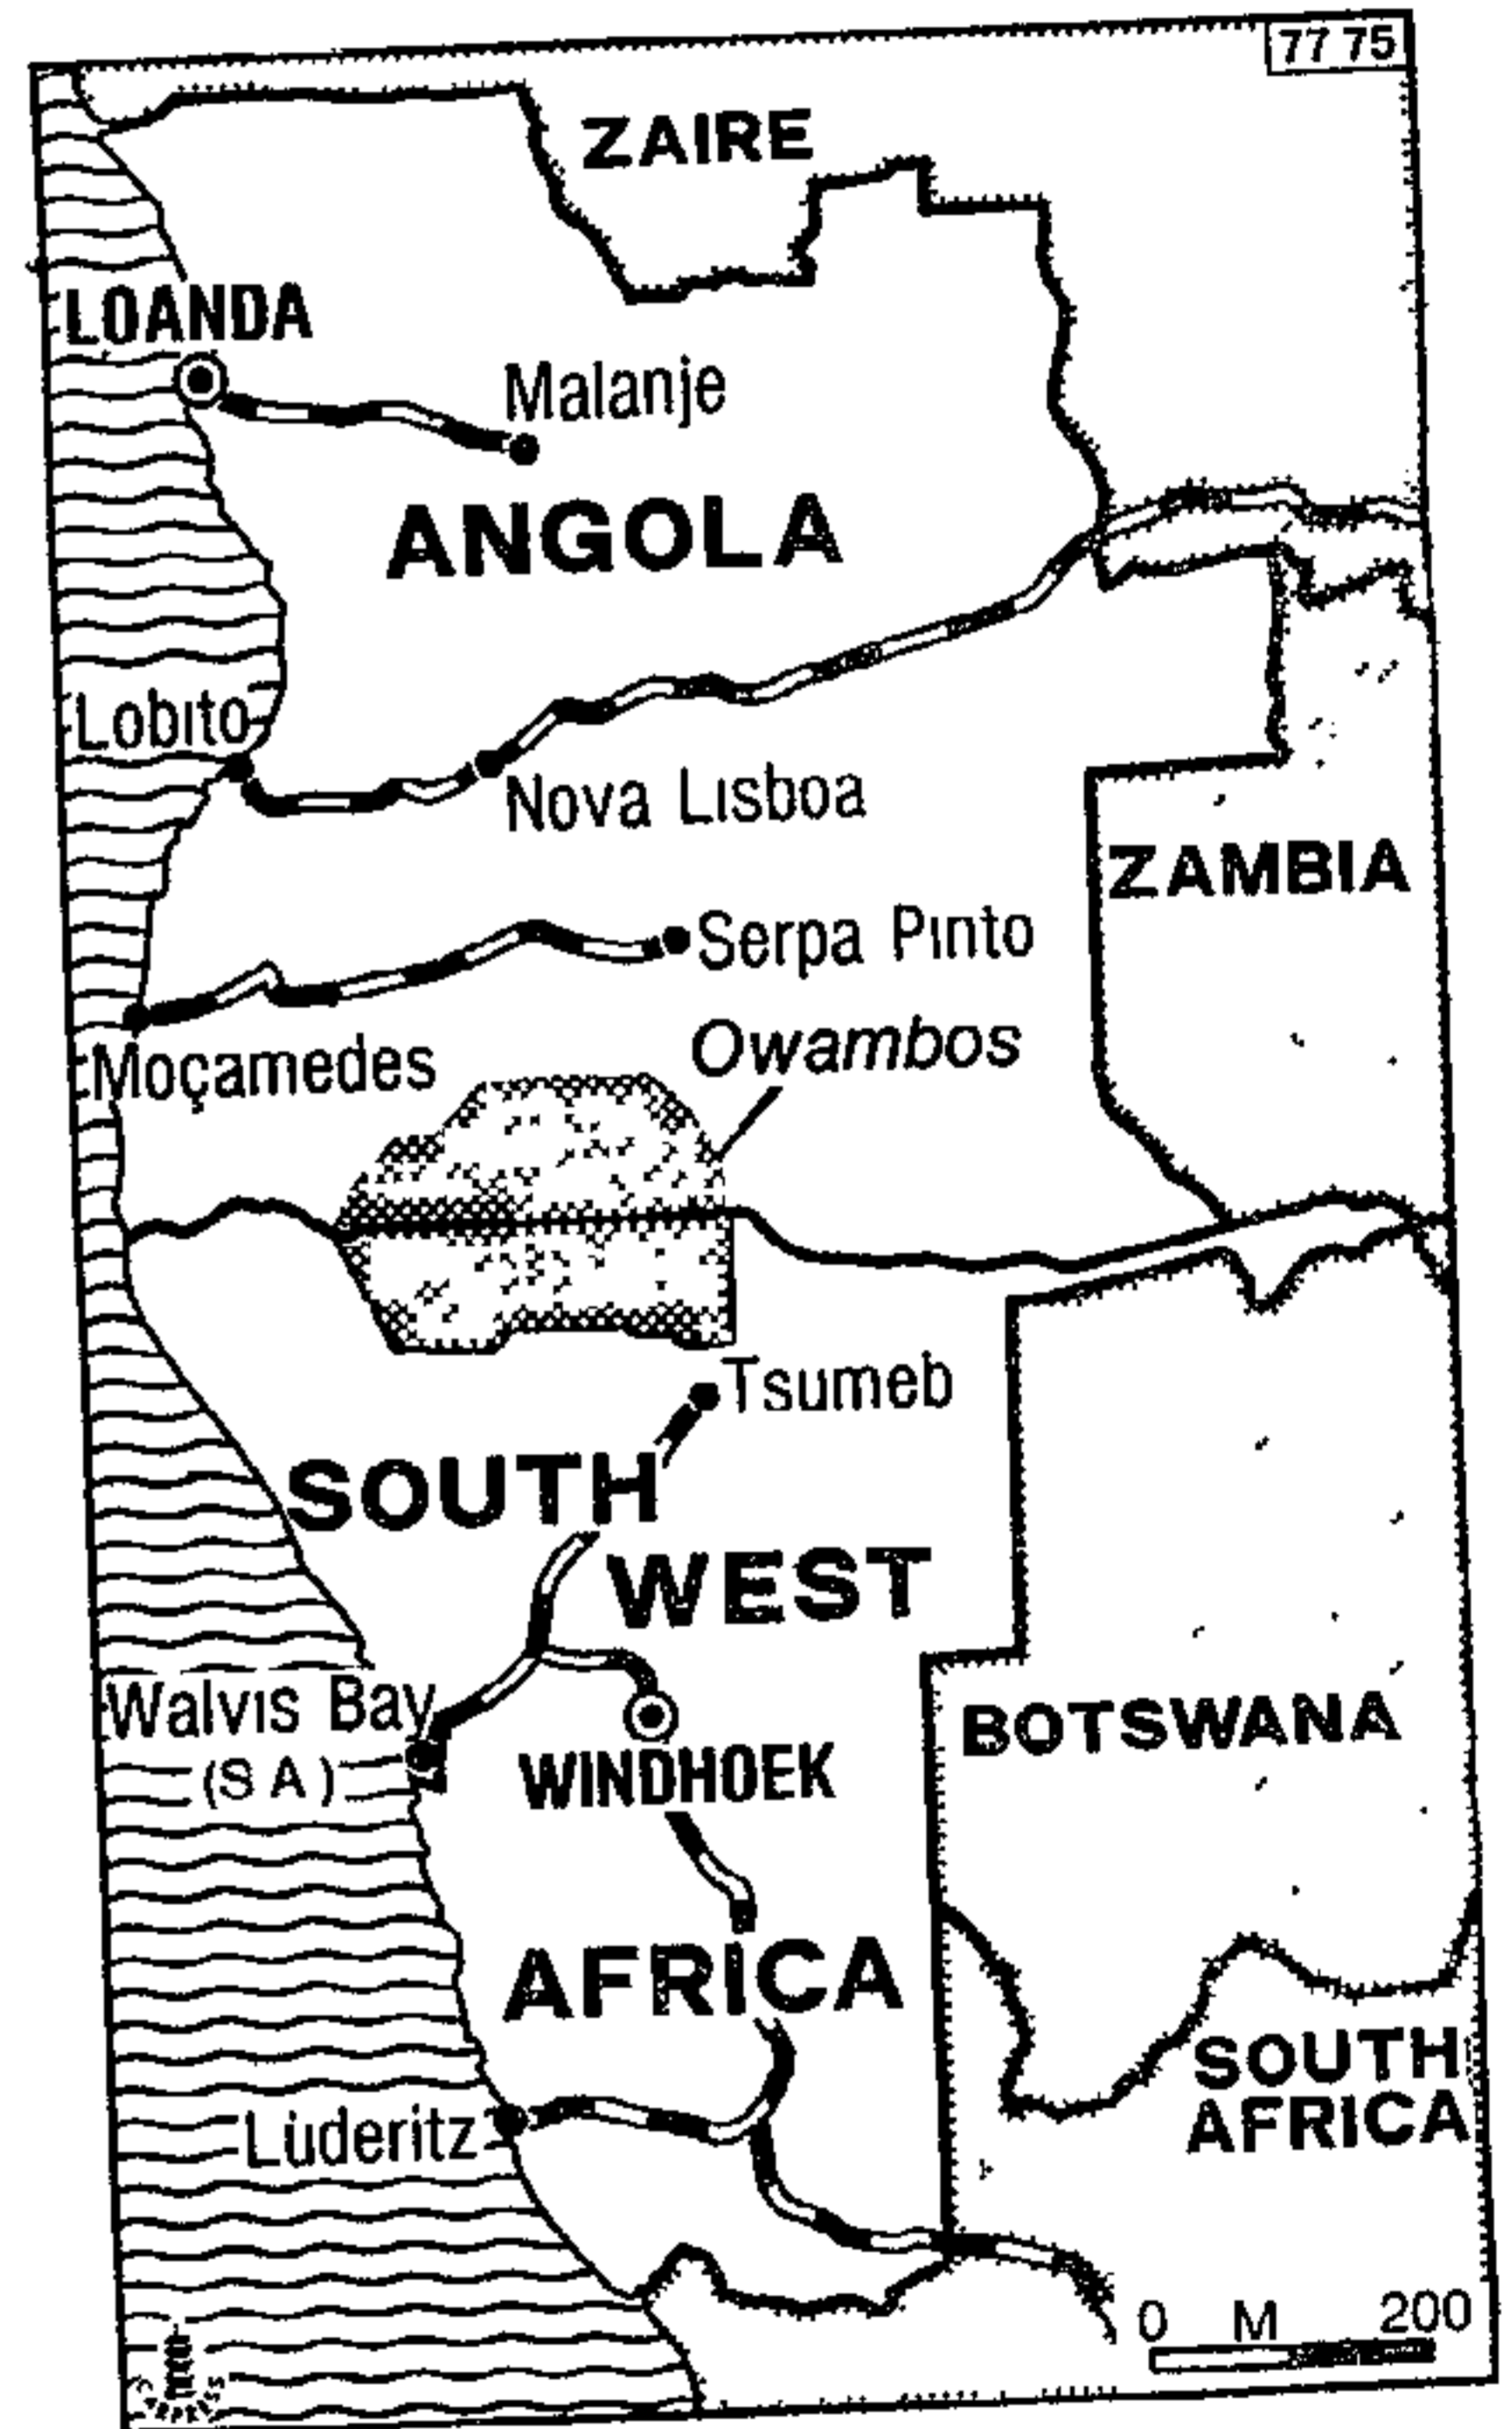 77 75
ZAIRE
LOANDA
Malanje
ANGOLA
Lobito
Nova Lisboa
ZAMBIA
Serpa Pinto
Moçamedes
Owambos
Tsumeb
SOUTH
WEST
Walvis Bay
(S A)
WINDHOEK
BOTSWANA
AFRICA
SOUTH
AFRICA
Lüderitz
0 M 200